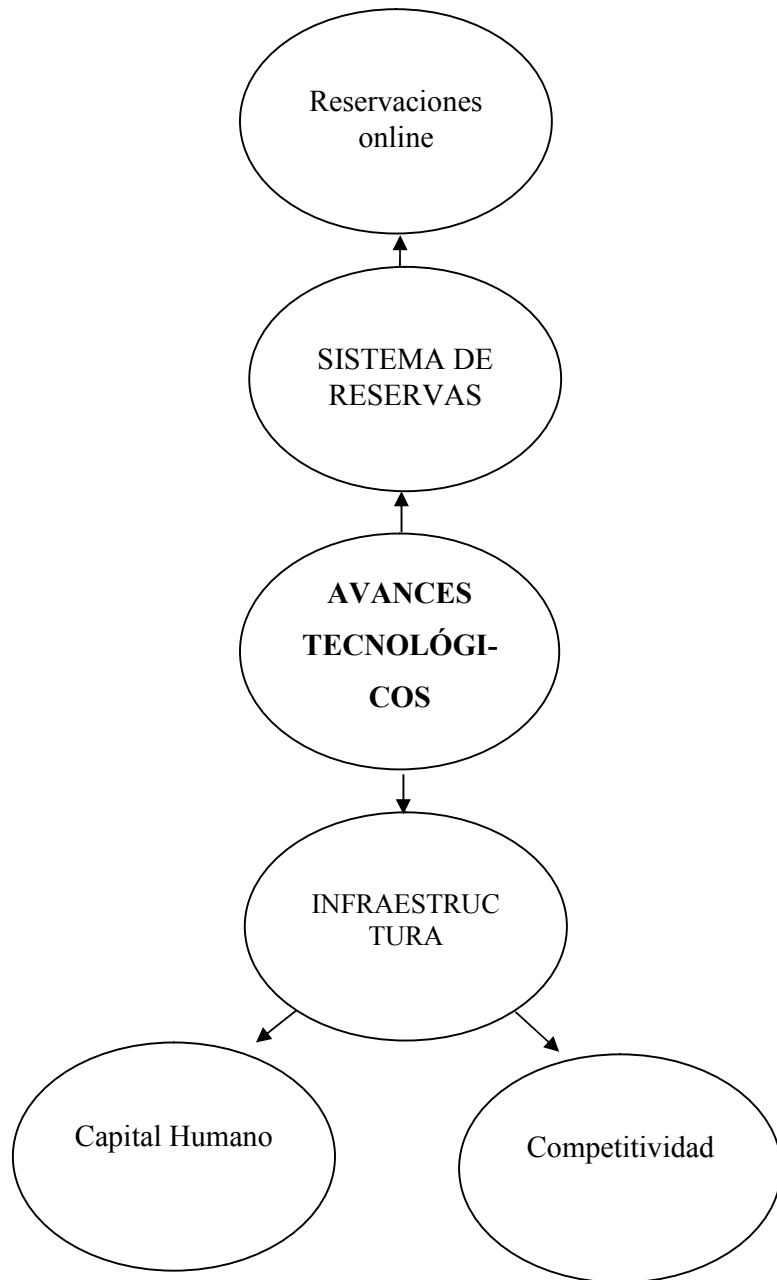 Reservaciones
online
SISTEMA DE
RESERVAS
AVANCES
TECNOLÓGI-
COS
INFRAESTRUC
TURA
Capital Humano
Competitividad